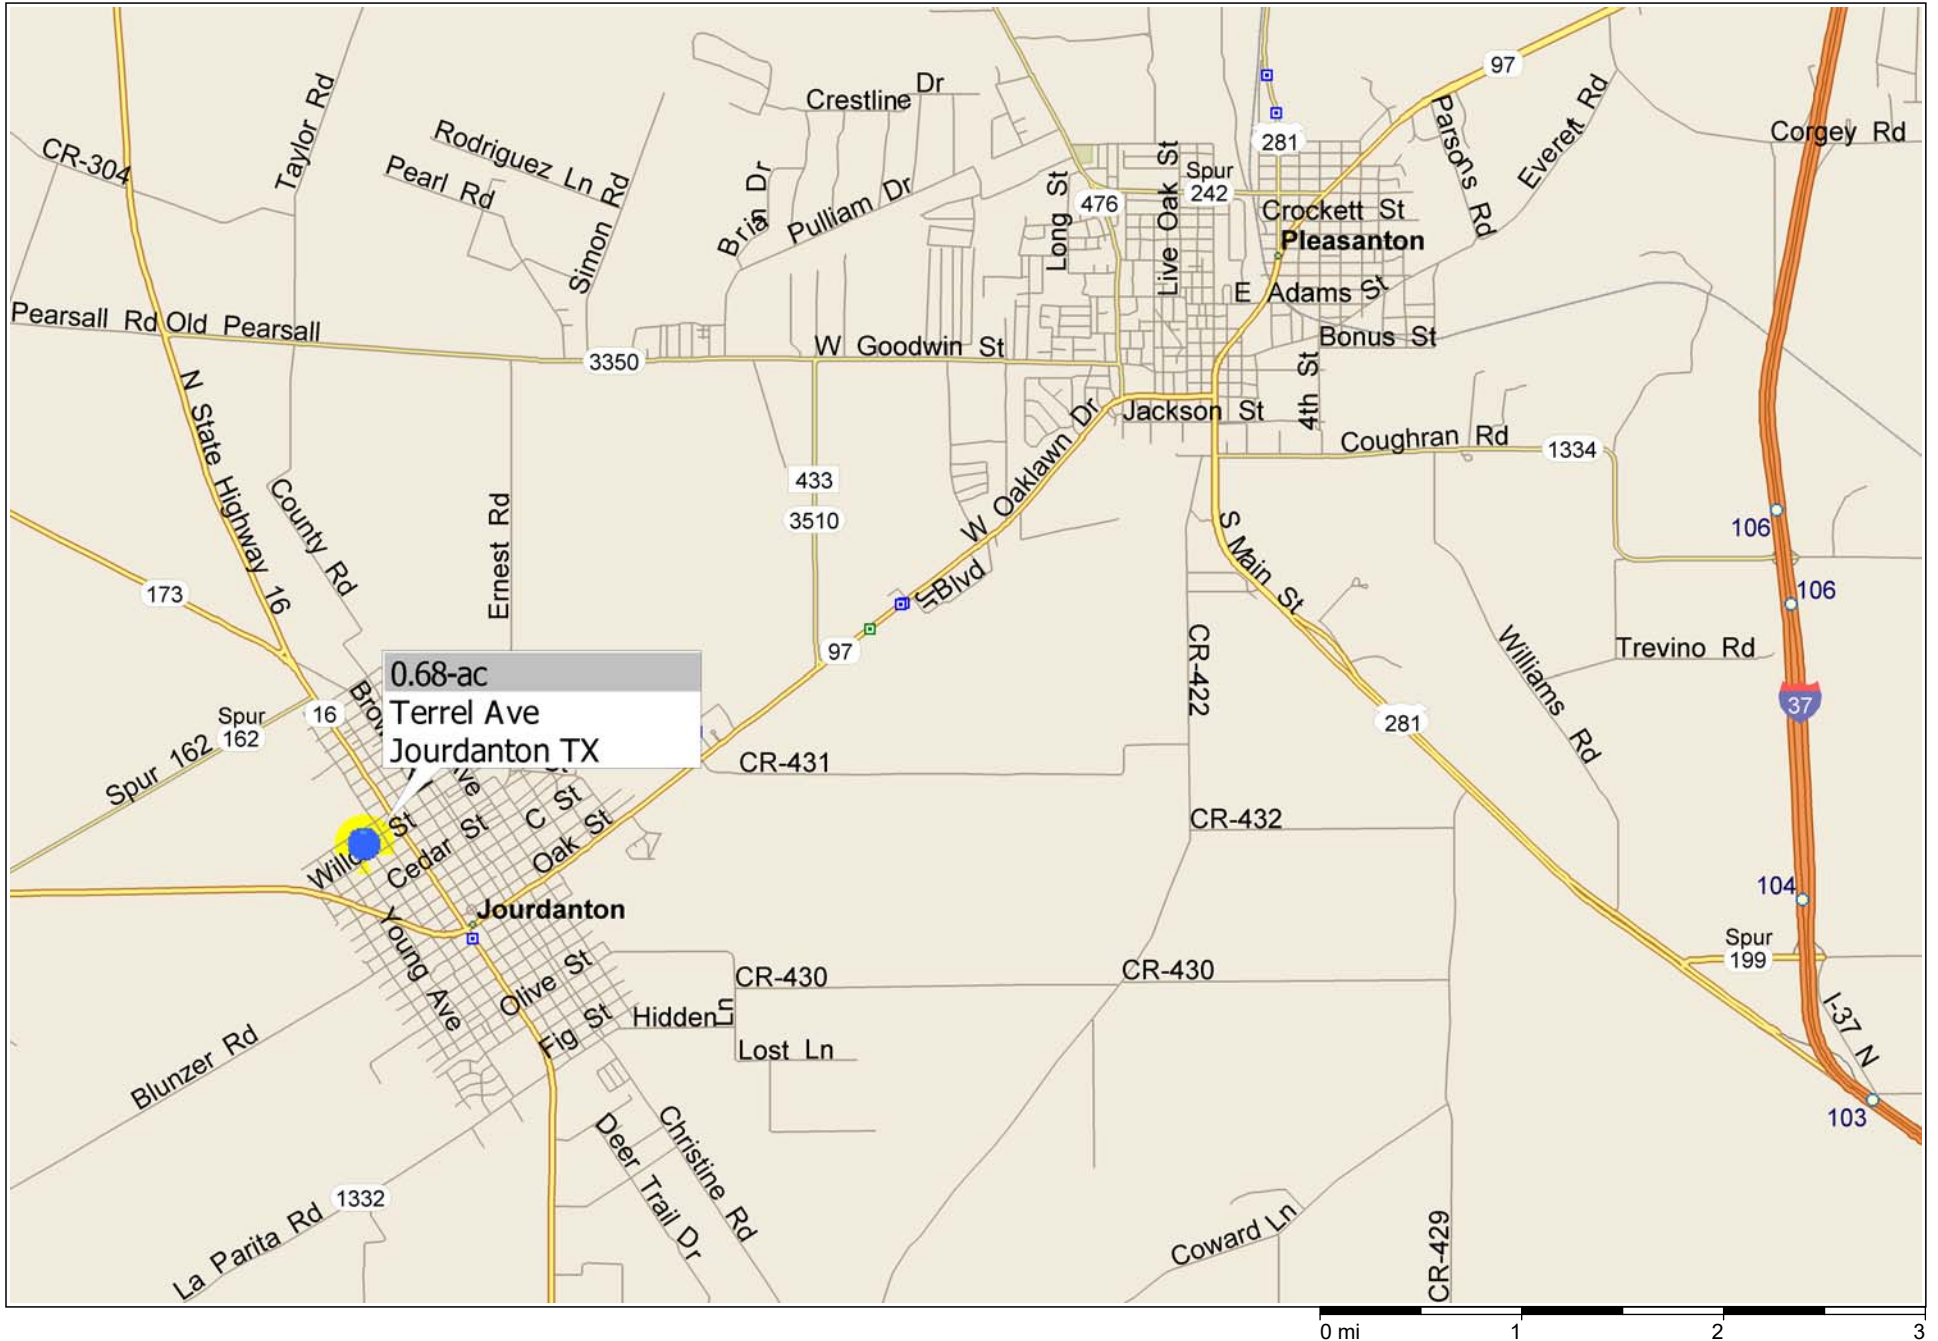 97
Taylor Rd
Crestline Dr
Everett Rd
Parsons Rd
Corgey Rd
CR-304
Rodriguez Ln
Pearl Rd
Simon Rd
Brian Dr
Pulliam Dr
281
Live Oak St
Spur
242
Long St
476
Crockett St
Pleasanton
E Adams St
Pearsall Rd
Old Pearsall
3350
W Goodwin St
Bonus St
4th St
N State Highway 16
Jackson St
Coughran Rd
1334
W Oaklawn Dr
433
3510
County Rd
Ernest Rd
106
S Main St
Jr Blvd
173
106
97
CR-422
Williams Rd
Trevino Rd
0.68-ac
Terrel Ave
Jourdanton TX
37
16
Spur
162
Spur 162
281
CR-431
CR-432
St
Cedar St
C St
Oak St
104
Jourdanton
Young Ave
Spur
199
CR-430
CR-430
Olive St
Fig St
Hidden Ln
Lost Ln
I-37 N
Blunzer Rd
103
Deer Trail Dr
Christine Rd
1332
La Parita Rd
Coward Ln
CR-429
0 mi 1 2 3